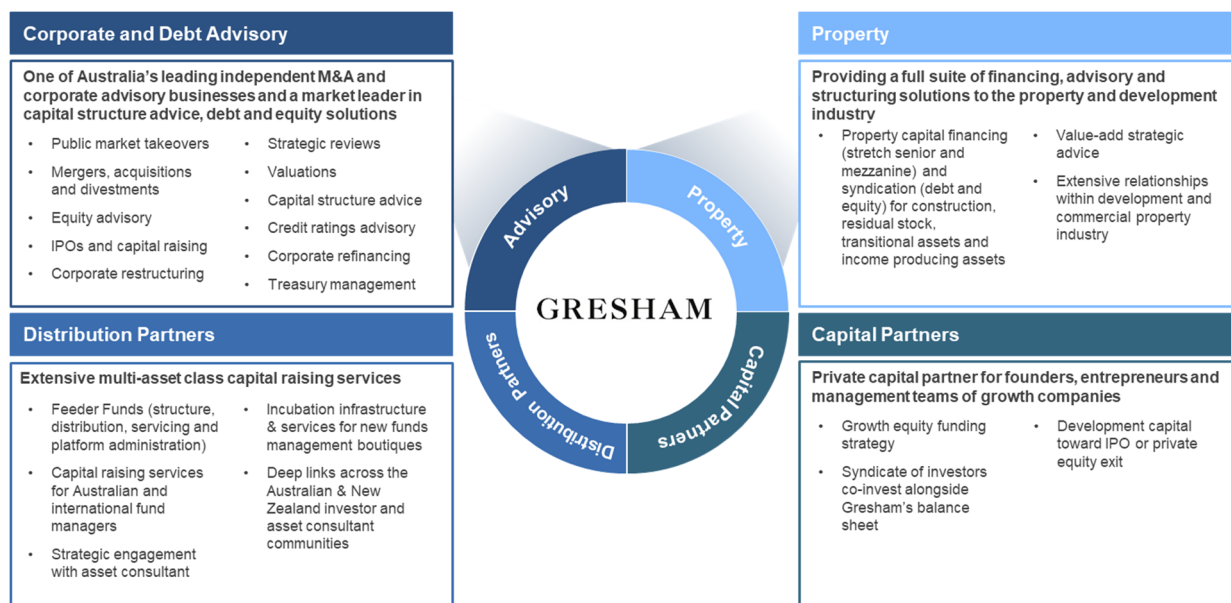 Corporate and Debt Advisory
One of Australia's leading independent M&A and
corporate advisory businesses and a market leader in
capital structure advice, debt and equity solutions
• Public market takeovers
• Mergers, acquisitions
and divestments
• Equity advisory
• IPOs and capital raising
• Corporate restructuring
• Strategic reviews
• Valuations
• Capital structure advice
• Credit ratings advisory
• Corporate refinancing
• Treasury management
Property
Providing a full suite of financing, advisory and
structuring solutions to the property and development
industry
• Property capital financing
(stretch senior and
mezzanine) and
syndication (debt and
equity) for construction,
residual stock,
transitional assets and
income producing assets
• Value-add strategic
advice
• Extensive relationships
within development and
commercial property
industry
Advisory
Property
GRESHAM
Distribution Partners
Capital Partners
Distribution Partners
Extensive multi-asset class capital raising services
• Feeder Funds (structure,
distribution, servicing and
platform administration)
• Capital raising services
for Australian and
international fund
managers
• Strategic engagement
with asset consultant
• Incubation infrastructure
& services for new funds
management boutiques
• Deep links across the
Australian & New
Zealand investor and
asset consultant
communities
Capital Partners
Private capital partner for founders, entrepreneurs and
management teams of growth companies
• Growth equity funding
strategy
• Syndicate of investors
co-invest alongside
Gresham's balance
sheet
• Development capital
toward IPO or private
equity exit